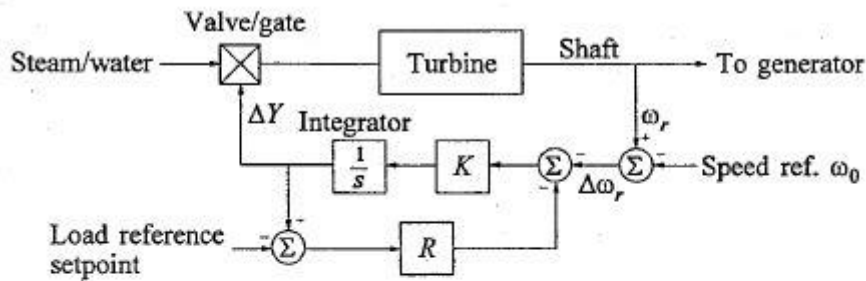 Valve/gate
Steam/water
Turbine
Shaft
To generator
ΔY
Integrator
ω_r
+
1/s
K
Σ
-
-
Σ
-
Δω_r
Speed ref. ω_0
-
-
Load reference
setpoint
Σ
R